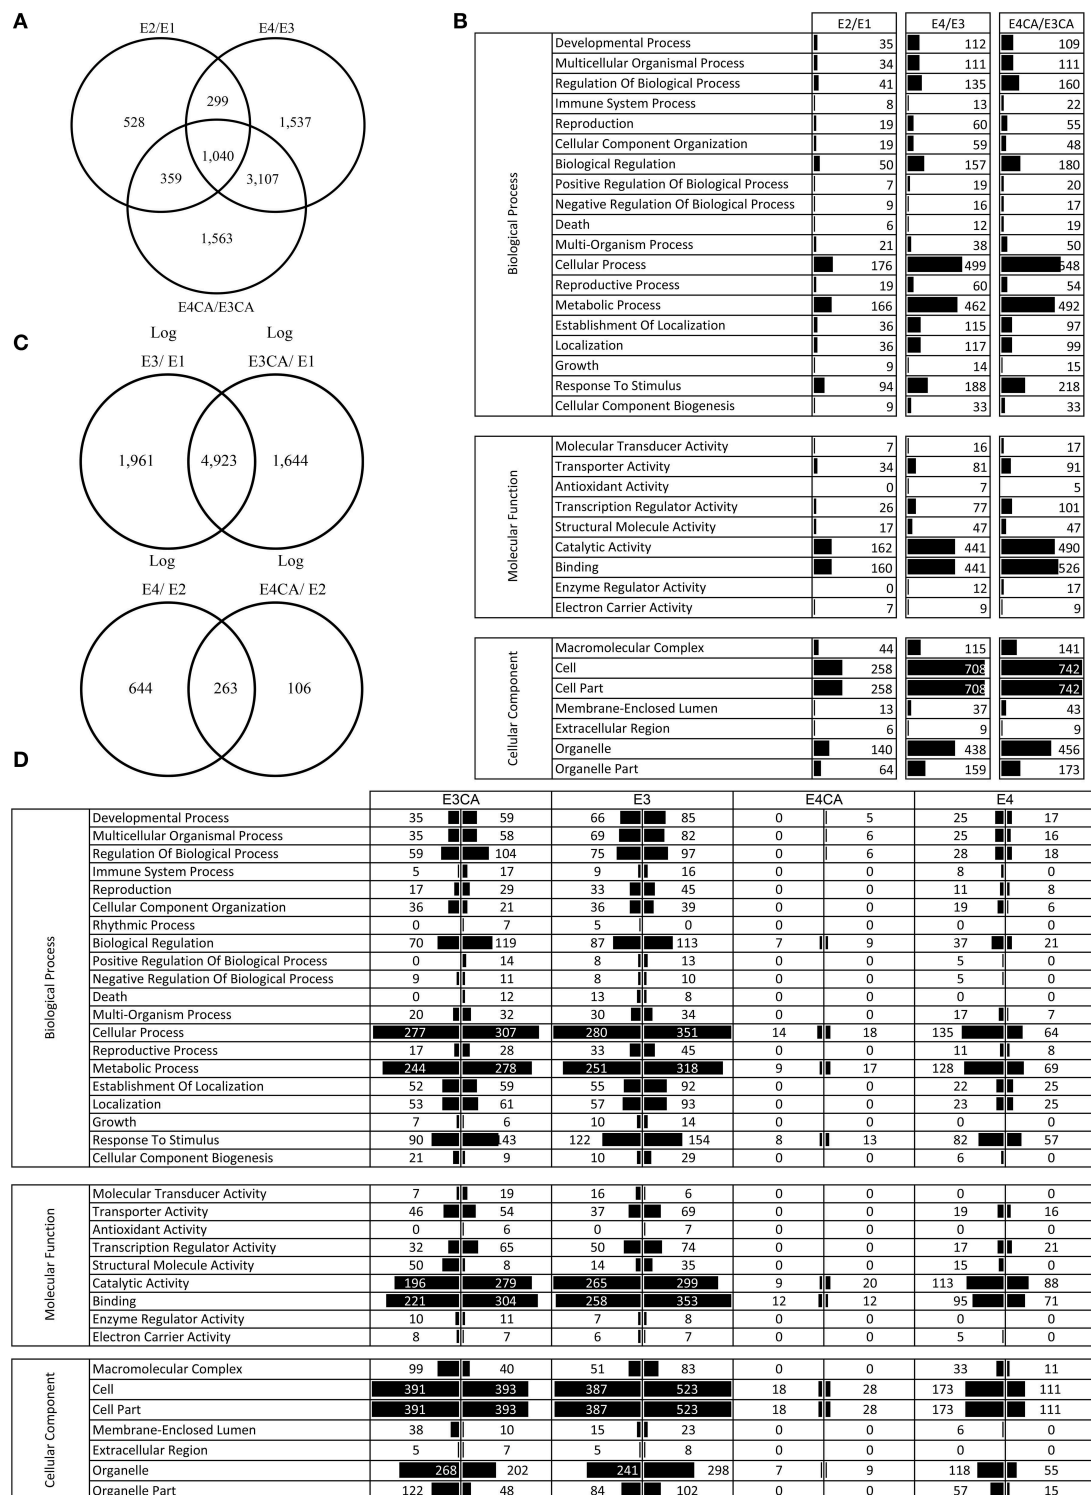 A
E2/E1 E4/E3
299
528 1,537
1,040
359 3,107
1,563
E4CA/E3CA
C
Log Log
E3/ E1 E3CA/ E1
1,961 4,923 1,644
Log Log
E4/ E2 E4CA/ E2
644 263 106
B
E2/E1 E4/E3 E4CA/E3CA
Biological Process
Developmental Process 35 112 109
Multicellular Organismal Process 34 111 111
Regulation Of Biological Process 41 135 160
Immune System Process 8 13 22
Reproduction 19 60 55
Cellular Component Organization 19 59 48
Biological Regulation 50 157 180
Positive Regulation Of Biological Process 7 19 20
Negative Regulation Of Biological Process 9 16 17
Death 6 12 19
Multi-Organism Process 21 38 50
Cellular Process 176 499 548
Reproductive Process 19 60 54
Metabolic Process 166 462 492
Establishment Of Localization 36 115 97
Localization 36 117 99
Growth 9 14 15
Response To Stimulus 94 188 218
Cellular Component Biogenesis 9 33 33
Molecular Function
Molecular Transducer Activity 7 16 17
Transporter Activity 34 81 91
Antioxidant Activity 0 7 5
Transcription Regulator Activity 26 77 101
Structural Molecule Activity 17 47 47
Catalytic Activity 162 441 490
Binding 160 441 526
Enzyme Regulator Activity 0 12 17
Electron Carrier Activity 7 9 9
Cellular Component
Macromolecular Complex 44 115 141
Cell 258 708 742
Cell Part 258 708 742
Membrane-Enclosed Lumen 13 37 43
Extracellular Region 6 9 9
Organelle 140 438 456
Organelle Part 64 159 173
D
E3CA E3 E4CA E4
Biological Process
Developmental Process 35 59 66 85 0 5 25 17
Multicellular Organismal Process 35 58 69 82 0 6 25 16
Regulation Of Biological Process 59 104 75 97 0 6 28 18
Immune System Process 5 17 9 16 0 0 8 0
Reproduction 17 29 33 45 0 0 11 8
Cellular Component Organization 36 21 36 39 0 0 19 6
Rhythmic Process 0 7 5 0 0 0 0 0
Biological Regulation 70 119 87 113 7 9 37 21
Positive Regulation Of Biological Process 0 14 8 13 0 0 5 0
Negative Regulation Of Biological Process 9 11 8 10 0 0 5 0
Death 0 12 13 8 0 0 0 0
Multi-Organism Process 20 32 30 34 0 0 17 7
Cellular Process 277 307 280 351 14 18 135 64
Reproductive Process 17 28 33 45 0 0 11 8
Metabolic Process 244 278 251 318 9 17 128 69
Establishment Of Localization 52 59 55 92 0 0 22 25
Localization 53 61 57 93 0 0 23 25
Growth 7 6 10 14 0 0 0 0
Response To Stimulus 90 143 122 154 8 13 82 57
Cellular Component Biogenesis 21 9 10 29 0 0 6 0
Molecular Function
Molecular Transducer Activity 7 19 16 6 0 0 0 0
Transporter Activity 46 54 37 69 0 0 19 16
Antioxidant Activity 0 6 0 7 0 0 0 0
Transcription Regulator Activity 32 65 50 74 0 0 17 21
Structural Molecule Activity 50 8 14 35 0 0 15 0
Catalytic Activity 196 279 265 299 9 20 113 88
Binding 221 304 258 353 12 12 95 71
Enzyme Regulator Activity 10 11 7 8 0 0 0 0
Electron Carrier Activity 8 7 6 7 0 0 5 0
Cellular Component
Macromolecular Complex 99 40 51 83 0 0 33 11
Cell 391 393 387 523 18 28 173 111
Cell Part 391 393 387 523 18 28 173 111
Membrane-Enclosed Lumen 38 10 15 23 0 0 6 0
Extracellular Region 5 7 5 8 0 0 0 0
Organelle 268 202 241 298 7 9 118 55
Organelle Part 122 48 84 102 0 0 57 15